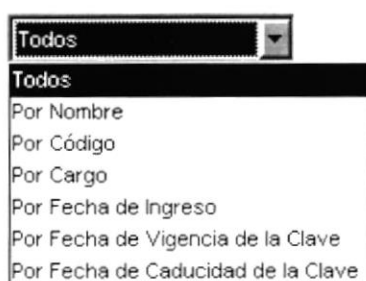 Todos
Todos
Por Nombre
Por Código
Por Cargo
Por Fecha de Ingreso
Por Fecha de Vigencia de la Clave
Por Fecha de Caducidad de la Clave